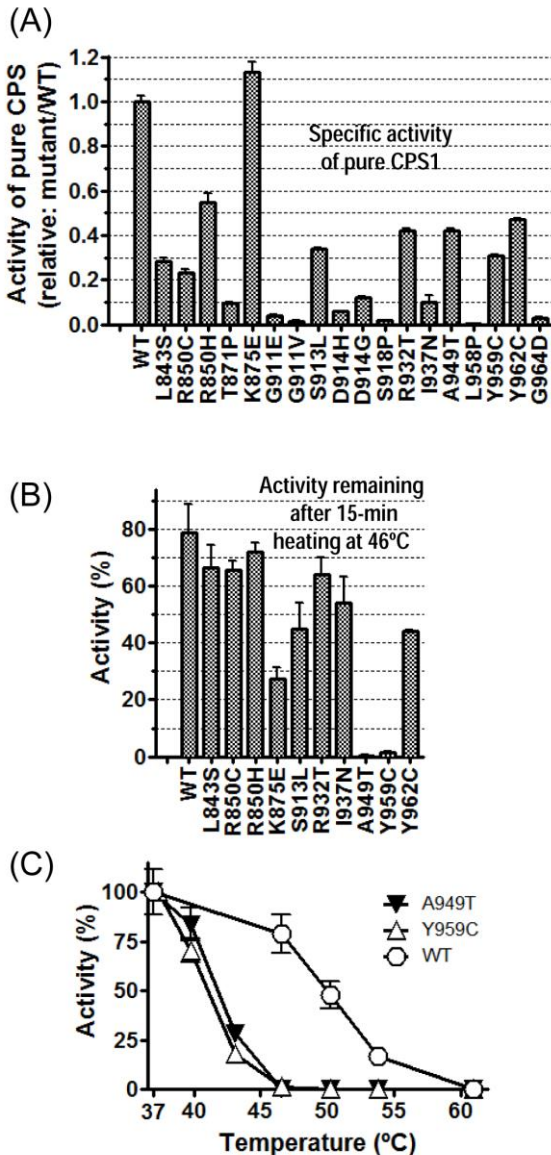 (A)
Activity of pure CPS
(relative: mutant/WT)
1.2
1.0
0.8
0.6
0.4
0.2
0.0
Specific activity
of pure CPS1
WT
L843S
R850C
R850H
T871P
K875E
G911E
G911V
S913L
D914H
D914G
S918P
R932T
I937N
A949T
L958P
Y959C
Y962C
G964D
(B)
Activity (%)
80
60
40
20
0
Activity remaining
after 15-min
heating at 46ºC
WT
L843S
R850C
R850H
K875E
S913L
R932T
I937N
A949T
Y959C
Y962C
(C)
Activity (%)
100
75
50
25
0
A949T
Y959C
WT
37 40 45 50 55 60
Temperature (ºC)